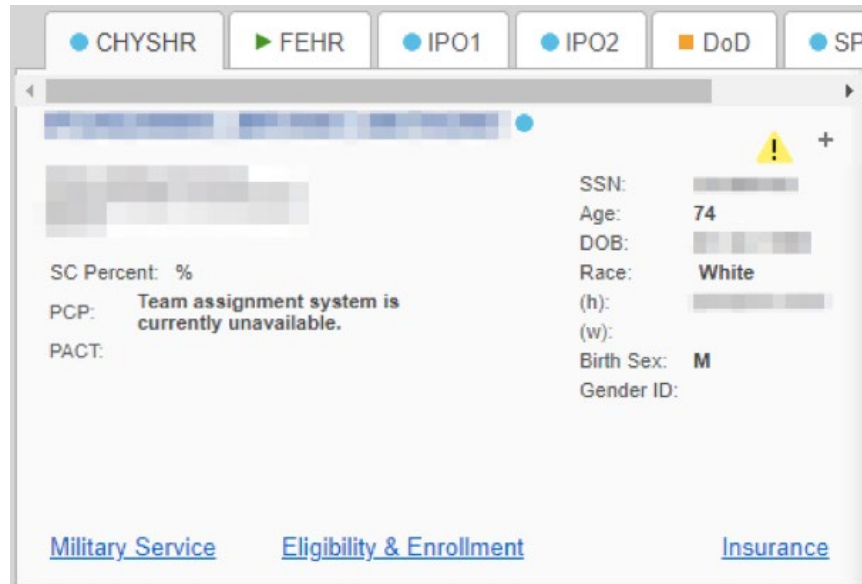 CHYSHR FEHR IPO1 IPO2 DoD SP
SSN:
Age: 74
DOB:
SC Percent: % Race: White
PCP: Team assignment system is (h):
currently unavailable. (w):
PACT:
Birth Sex: M
Gender ID:
Military Service Eligibility & Enrollment Insurance